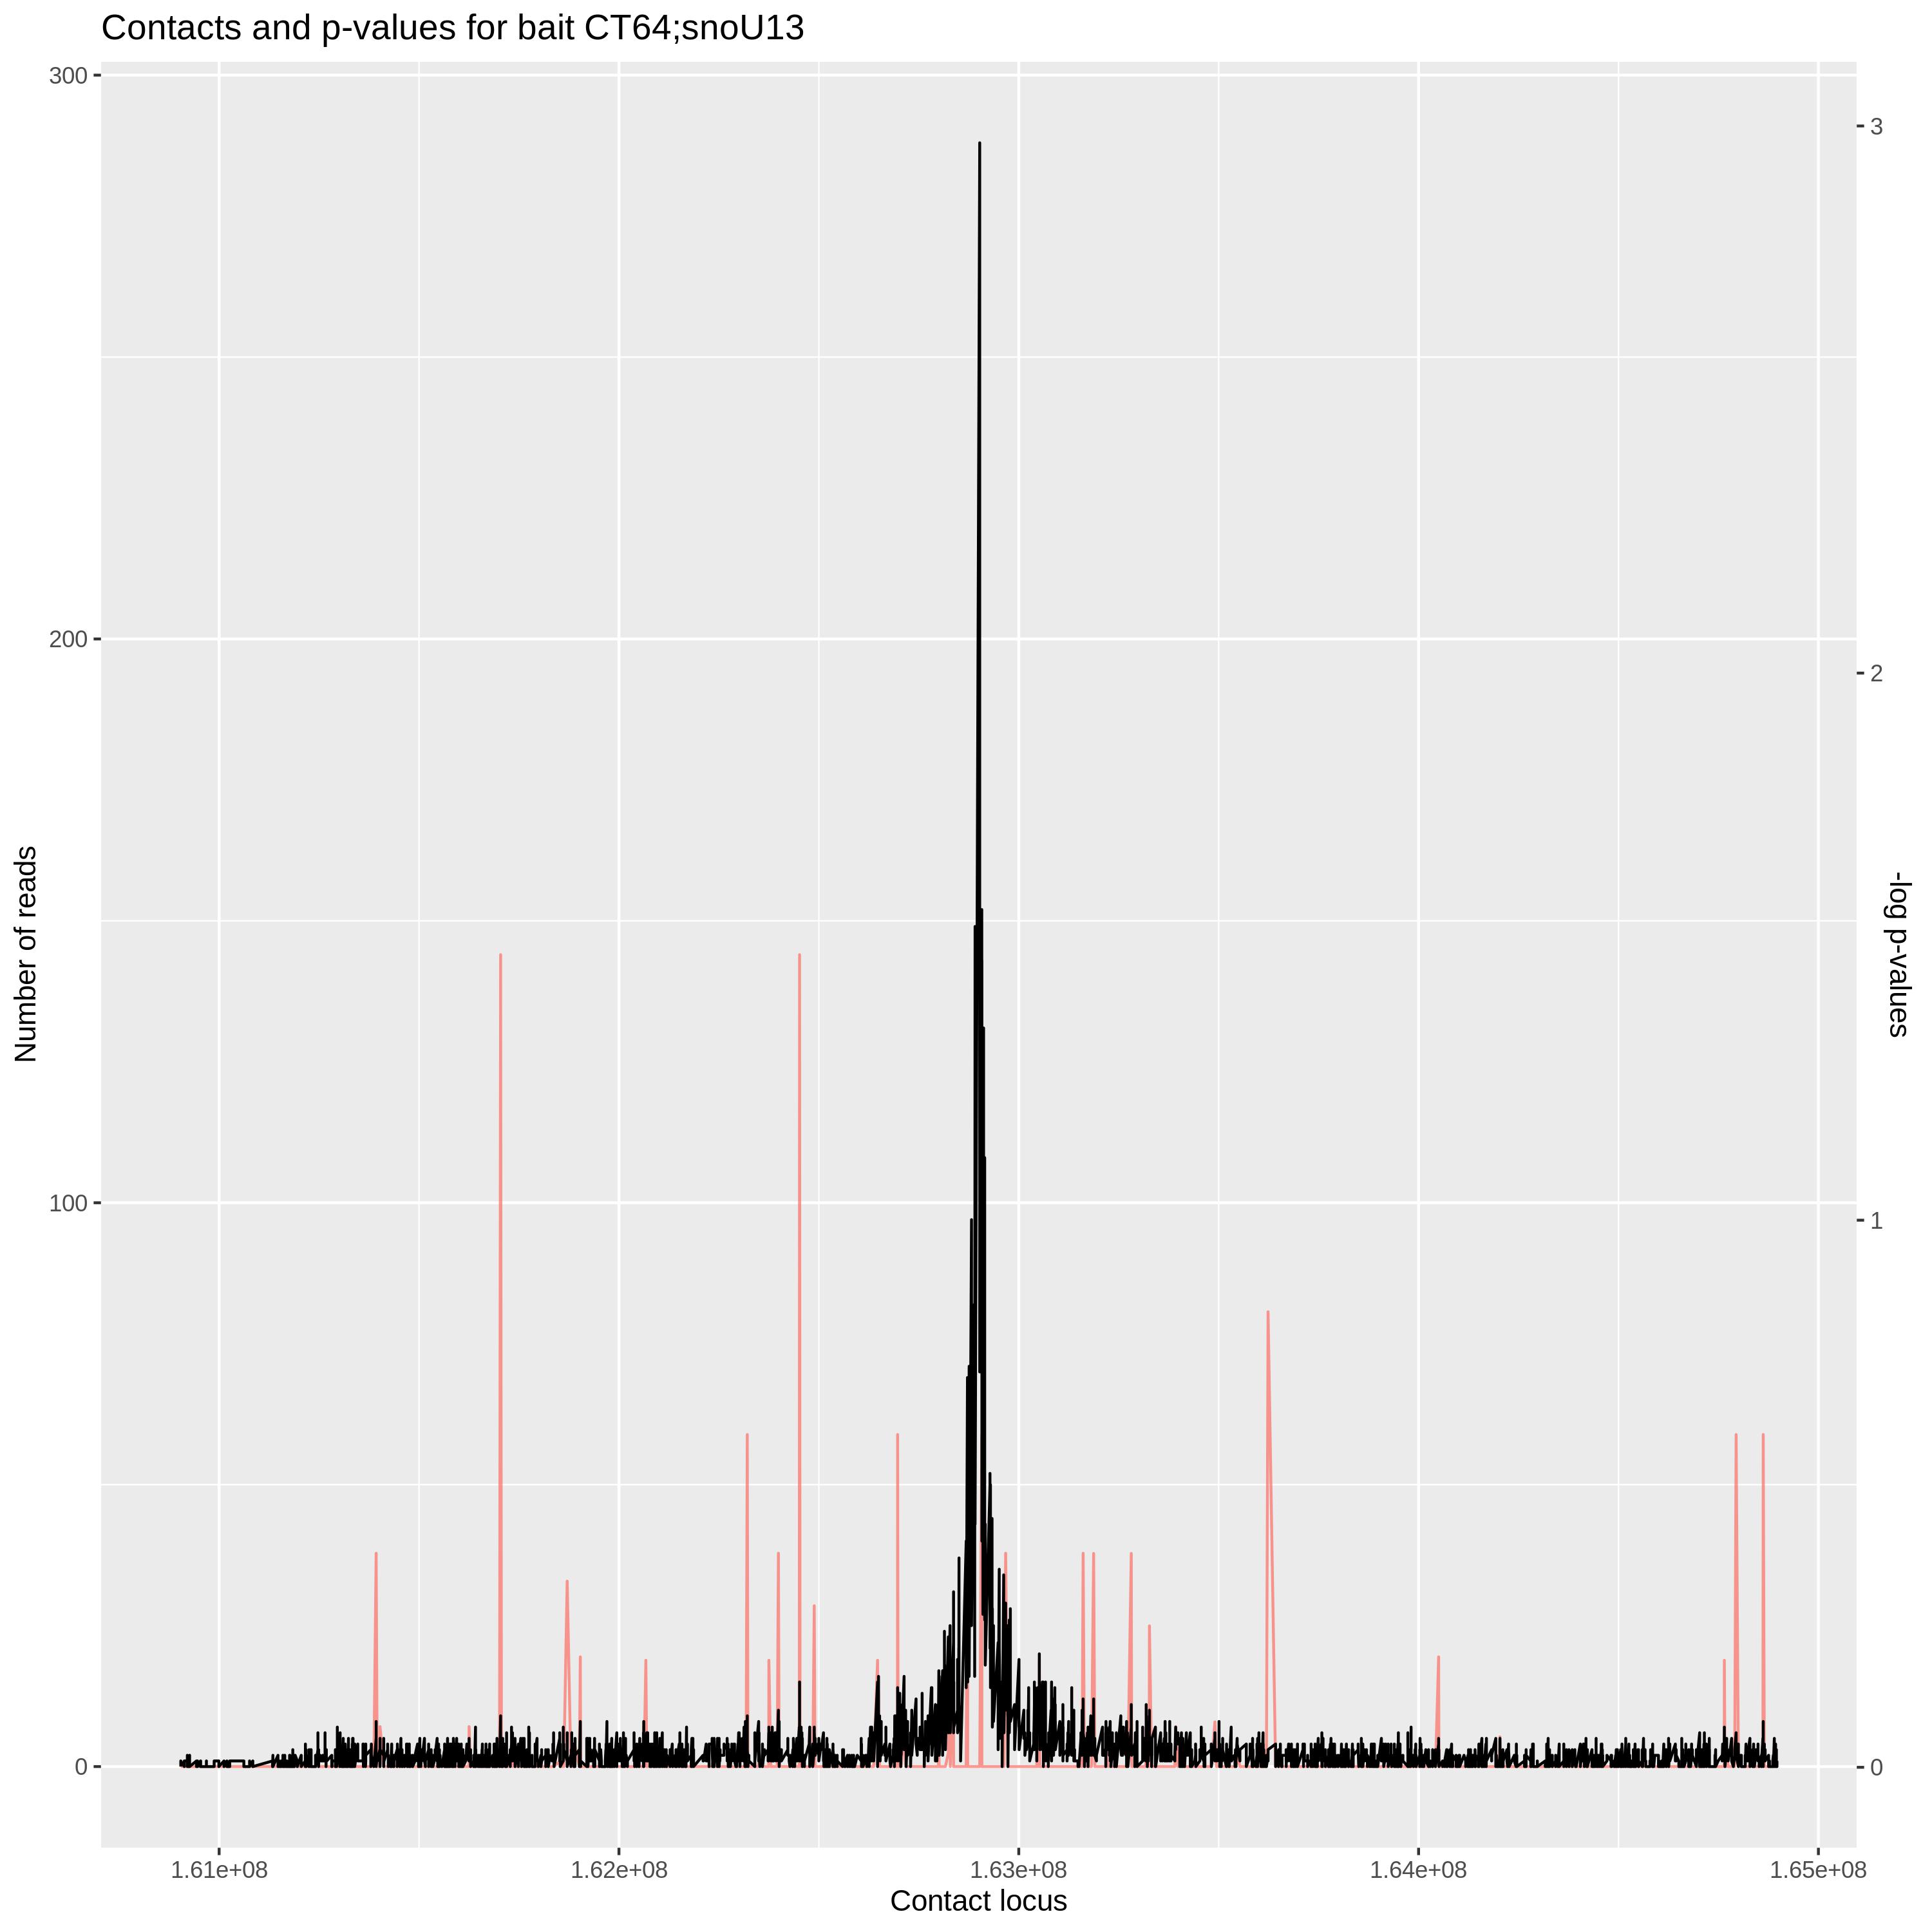 Contacts and p-values for bait CT64;snoU13
300
200
100
0
Number of reads
3
2
1
0
-log p-values
1.61e+08
1.62e+08
1.63e+08
1.64e+08
1.65e+08
Contact locus